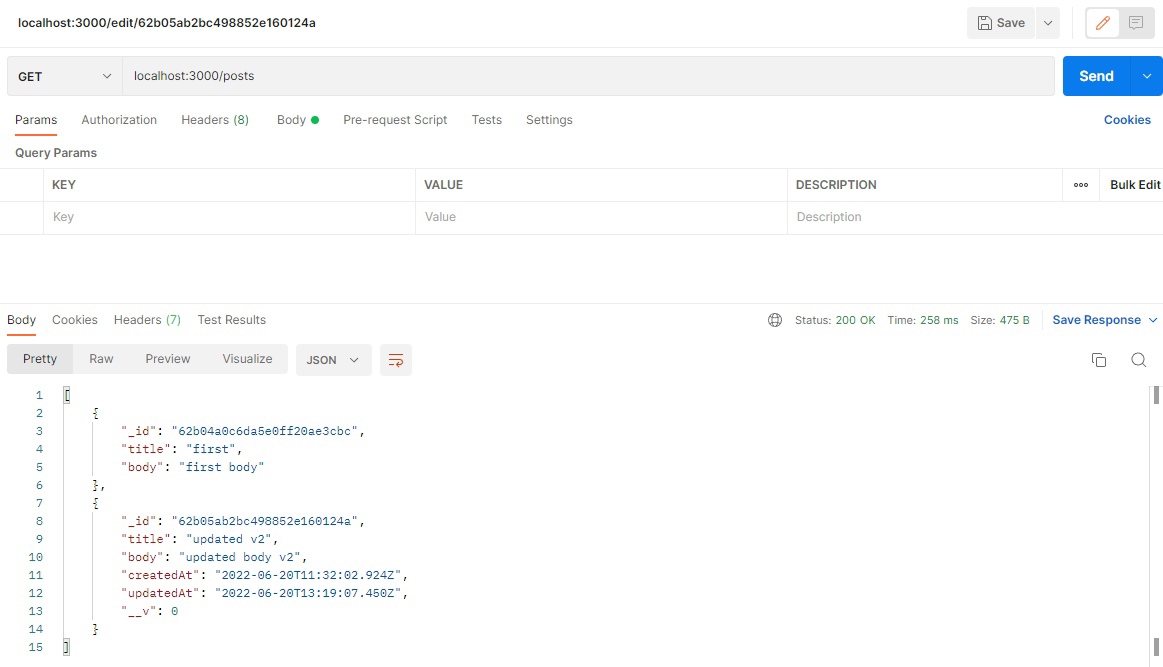 localhost:3000/edit/62b05ab2bc498852e160124a Save
GET localhost:3000/posts Send
Params Authorization Headers (8) Body Pre-request Script Tests Settings Cookies
Query Params
KEY VALUE DESCRIPTION ooo Bulk Edit
Key Value Description
Body Cookies Headers (7) Test Results Status: 200 OK Time: 258 ms Size: 475 B Save Response
Pretty Raw Preview Visualize JSON
1 [
2 {
3 "_id": "62b04a0c6da5e0ff20ae3cbc",
4 "title": "first",
5 "body": "first body"
6 },
7 {
8 "_id": "62b05ab2bc498852e160124a",
9 "title": "updated v2",
10 "body": "updated body v2",
11 "createdAt": "2022-06-20T11:32:02.924Z",
12 "updatedAt": "2022-06-20T13:19:07.450Z",
13 "__v": 0
14 }
15 ]